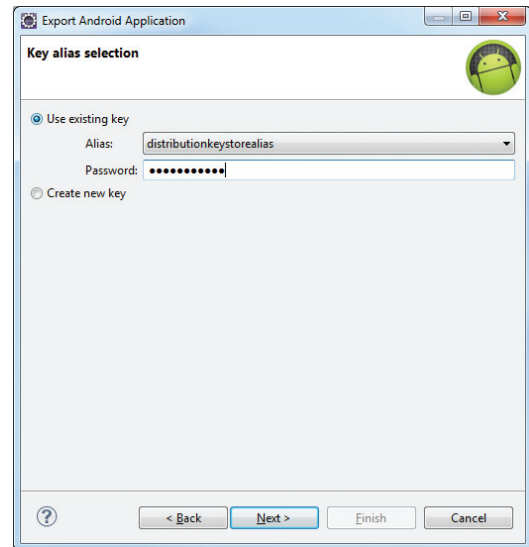 Export Android Application
Key alias selection
Use existing key
Alias: distributionkeystorealias
Password: ●●●●●●●●●●●
Create new key
? < Back Next > Finish Cancel